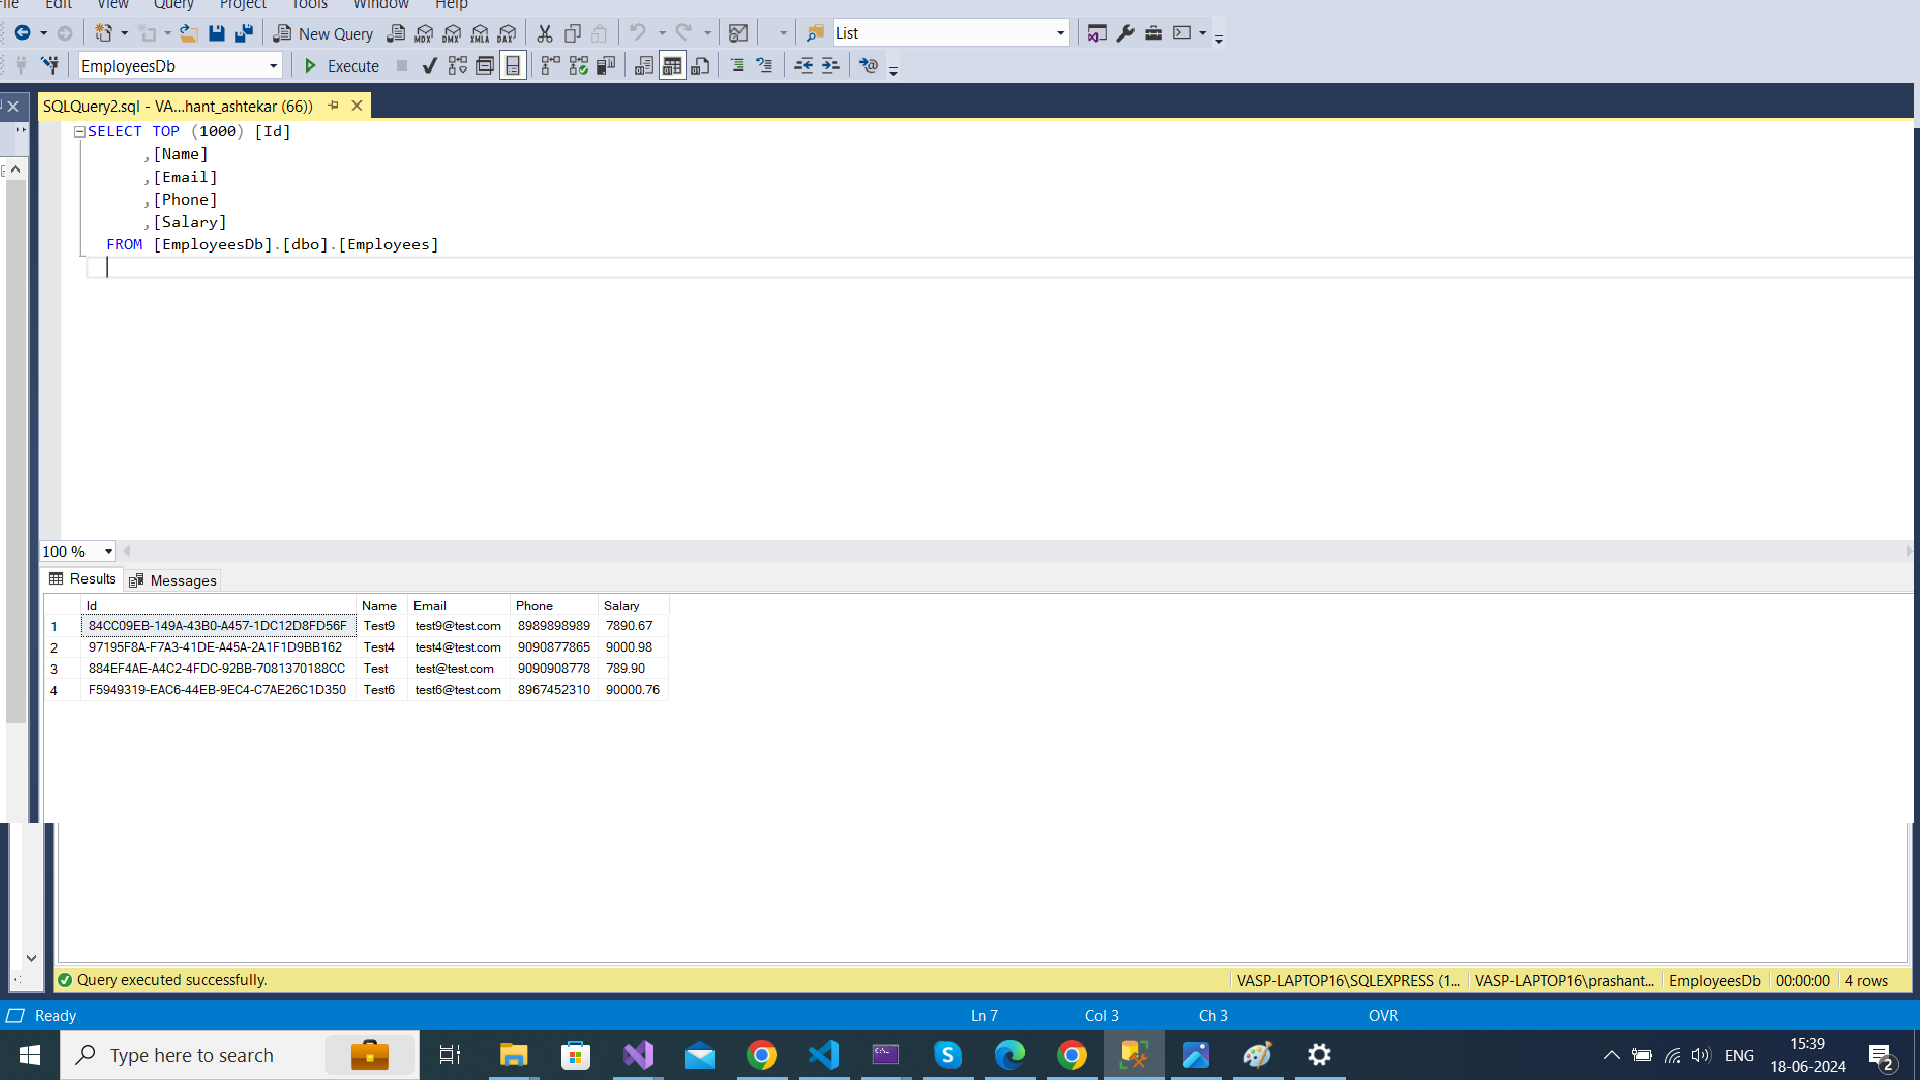 File Edit View Query Project Tools Window Help
New Query MDX DMX XMLA DAX List
EmployeesDb Execute
SQLQuery2.sql - VA...hant_ashtekar (66))
SELECT TOP (1000) [Id]
,[Name]
,[Email]
,[Phone]
,[Salary]
FROM [EmployeesDb].[dbo].[Employees]
100 %
Results Messages
Id Name Email Phone Salary
1 84CC09EB-149A-43B0-A457-1DC12D8FD56F Test9 test9@test.com 8989898989 7890.67
2 97195F8A-F7A3-41DE-A45A-2A1F1D9BB162 Test4 test4@test.com 9090877865 9000.98
3 884EF4AE-A4C2-4FDC-92BB-7081370188CC Test test@test.com 9090908778 789.90
4 F5949319-EAC6-44EB-9EC4-C7AE26C1D350 Test6 test6@test.com 8967452310 90000.76
Query executed successfully. VASP-LAPTOP16\SQLEXPRESS (1... VASP-LAPTOP16\prashant... EmployeesDb 00:00:00 4 rows
Ready Ln 7 Col 3 Ch 3 OVR
Type here to search ENG 15:39
18-06-2024 2